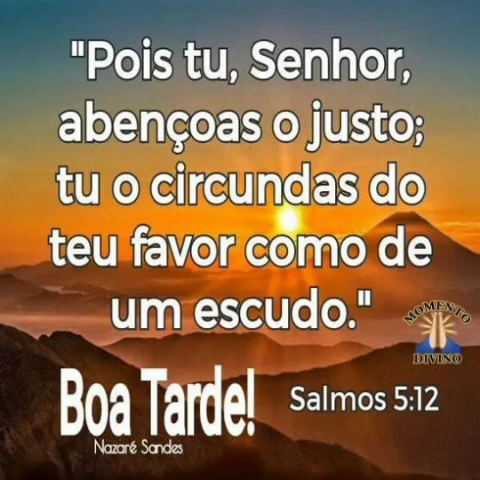 "Pois tu, Senhor,
abençoas o justo;
tu o circundas do
teu favor como de
um escudo."
MOMENTO
DIVINO
Boa Tarde!
Salmos 5:12
Nazaré Sandes